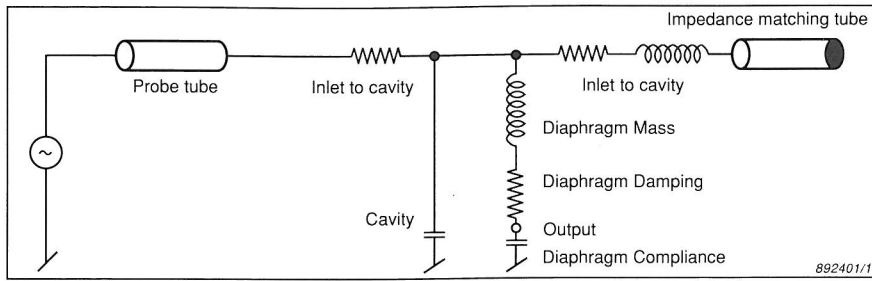 Impedance matching tube
Probe tube
Inlet to cavity
Inlet to cavity
~
Diaphragm Mass
Diaphragm Damping
Cavity
Output
Diaphragm Compliance
892401/1